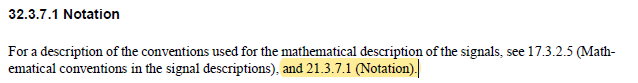 32.3.7.1 Notation
For a description of the conventions used for the mathematical description of the signals, see 17.3.2.5 (Math-
ematical conventions in the signal descriptions), and 21.3.7.1 (Notation).